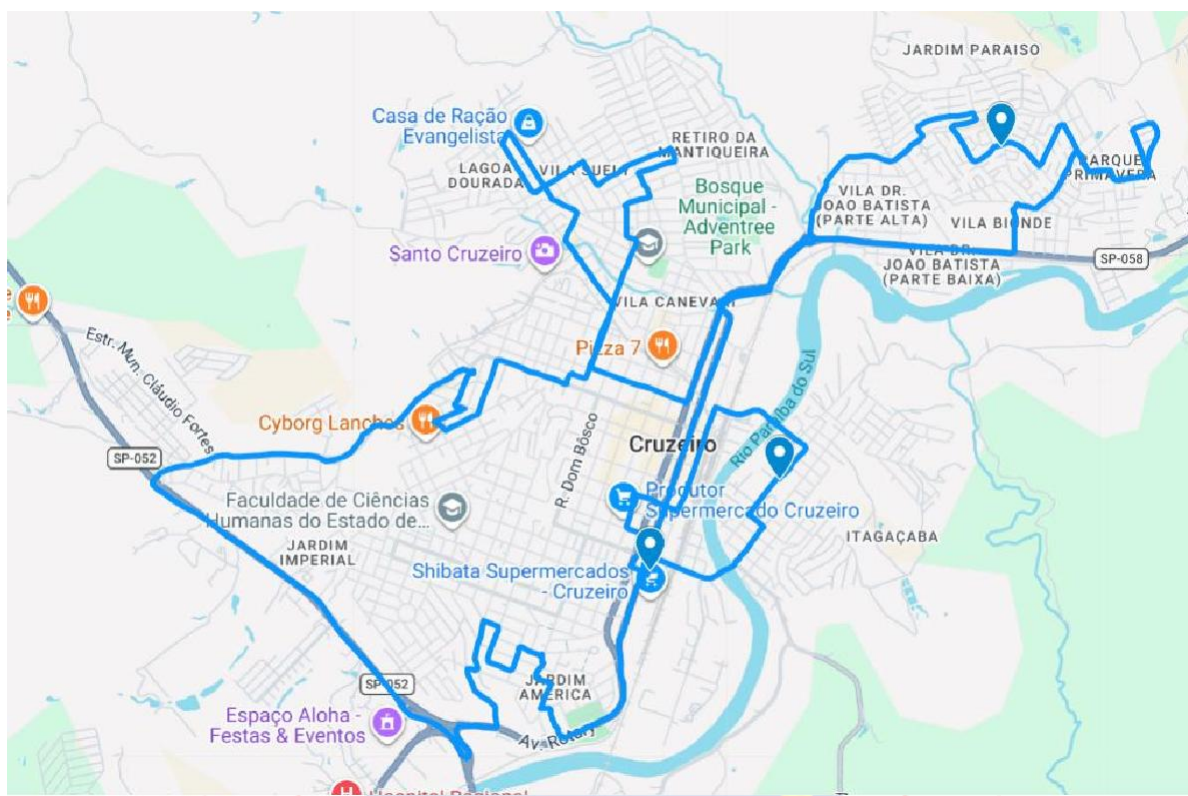 JARDIM PARAISO
Casa de Ração
Evangelista
RETIRO DA
MANTIQUEIRA
LAGOA
DOURADA
VILA SUELY
PARQUE
PRIMAVERA
Bosque
Municipal -
Adventree
Park
VILA DR.
JOAO BATISTA
(PARTE ALTA)
VILA BIONDE
Santo Cruzeiro
VILA DR.
JOAO BATISTA
(PARTE BAIXA)
SP-058
VILA CANEVARI
Estr. Mun. Cláudio Fortes
Pizza 7
Rio Paraíba do Sul
Cyborg Lanches
R. Dom Bôsco
Cruzeiro
SP-052
Faculdade de Ciências
Humanas do Estado de...
Produtor
Supermercado Cruzeiro
ITAGAÇABA
JARDIM
IMPERIAL
Shibata Supermercados
- Cruzeiro
SP-052
JARDIM
AMÉRICA
Espaço Aloha -
Festas & Eventos
Av. Rotary
H Hospital Regional